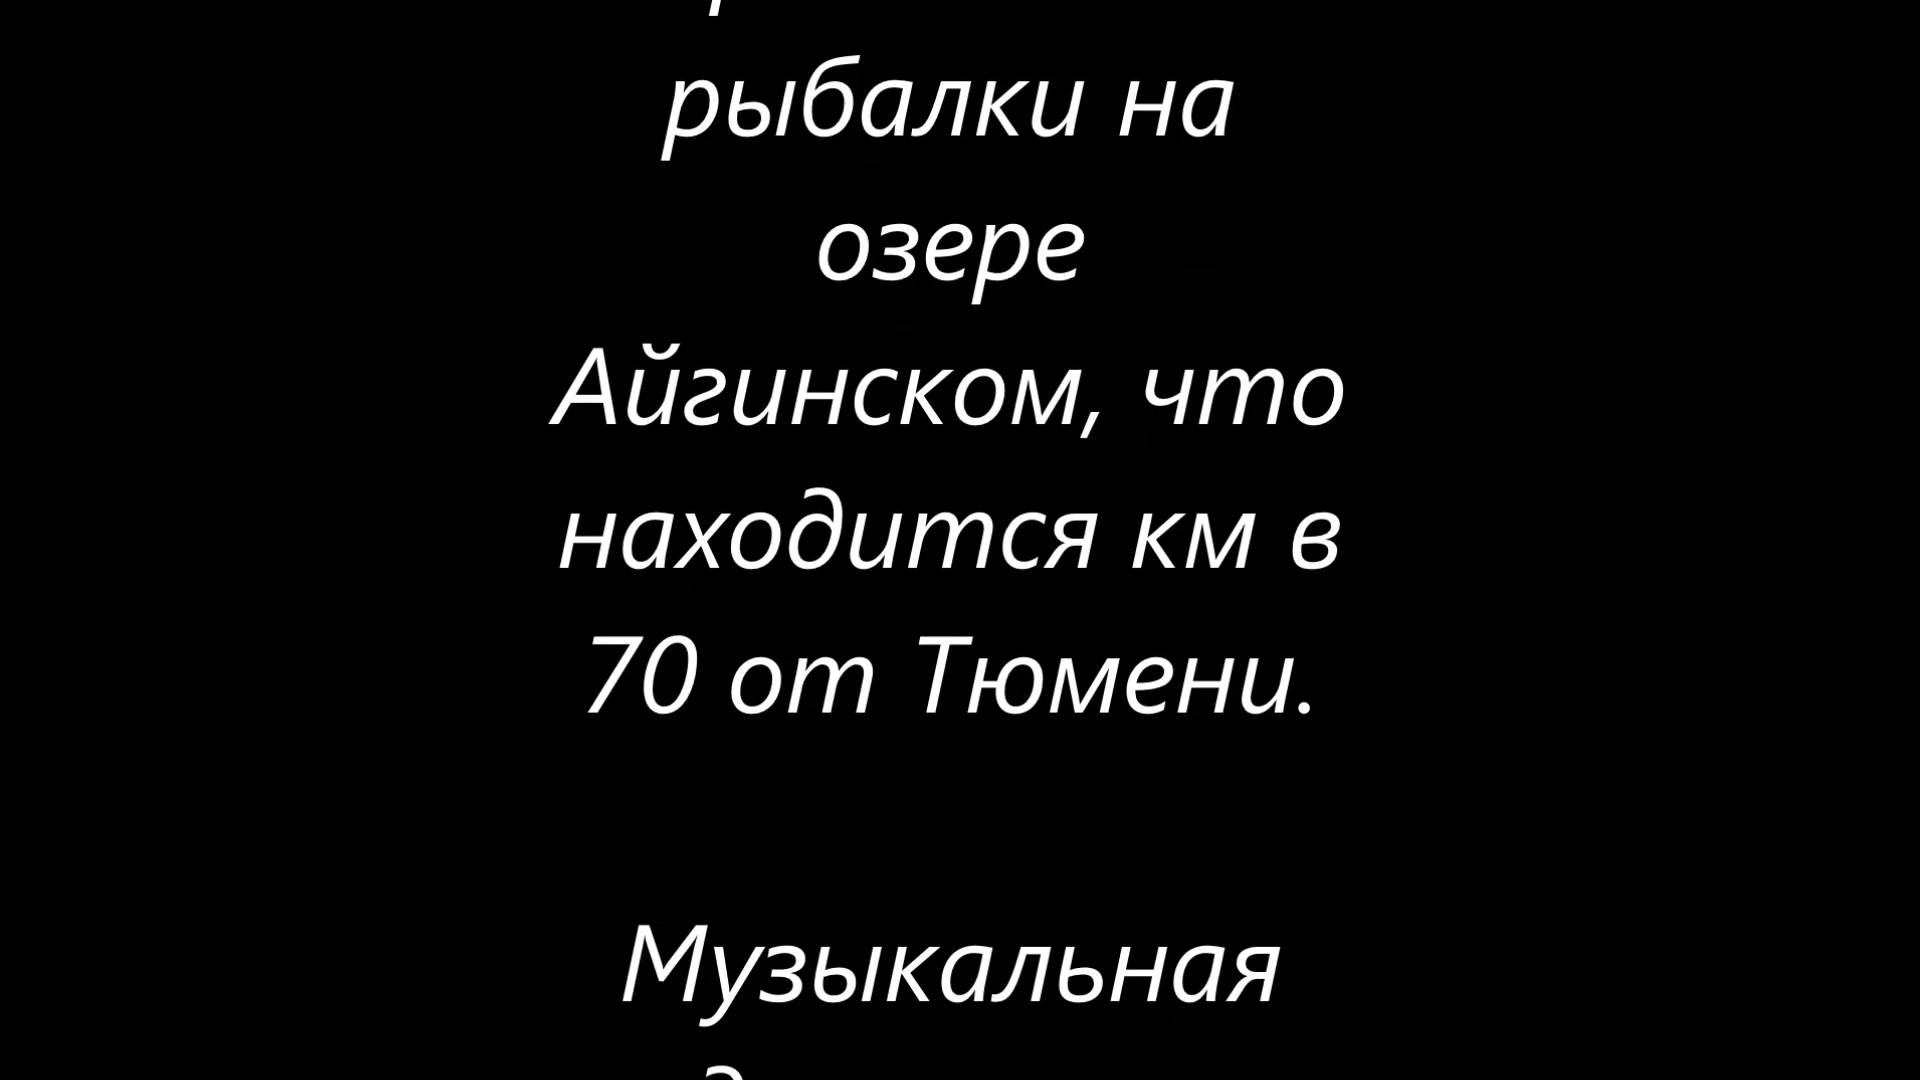 рыбалки на
озере
Айгинском, что
находится км в
70 от Тюмени.
Музыкальная